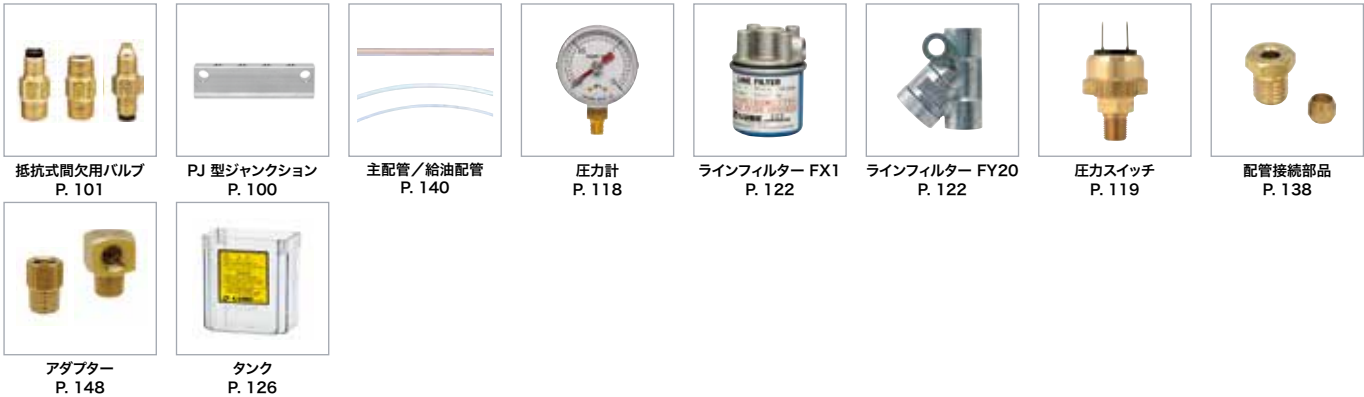 抵抗式間欠用バルブ
P. 101
PJ 型ジャンクション
P. 100
主配管／給油配管
P. 140
圧力計
P. 118
ラインフィルター FX1
P. 122
ラインフィルター FY20
P. 122
圧力スイッチ
P. 119
配管接続部品
P. 138
アダプター
P. 148
タンク
P. 126